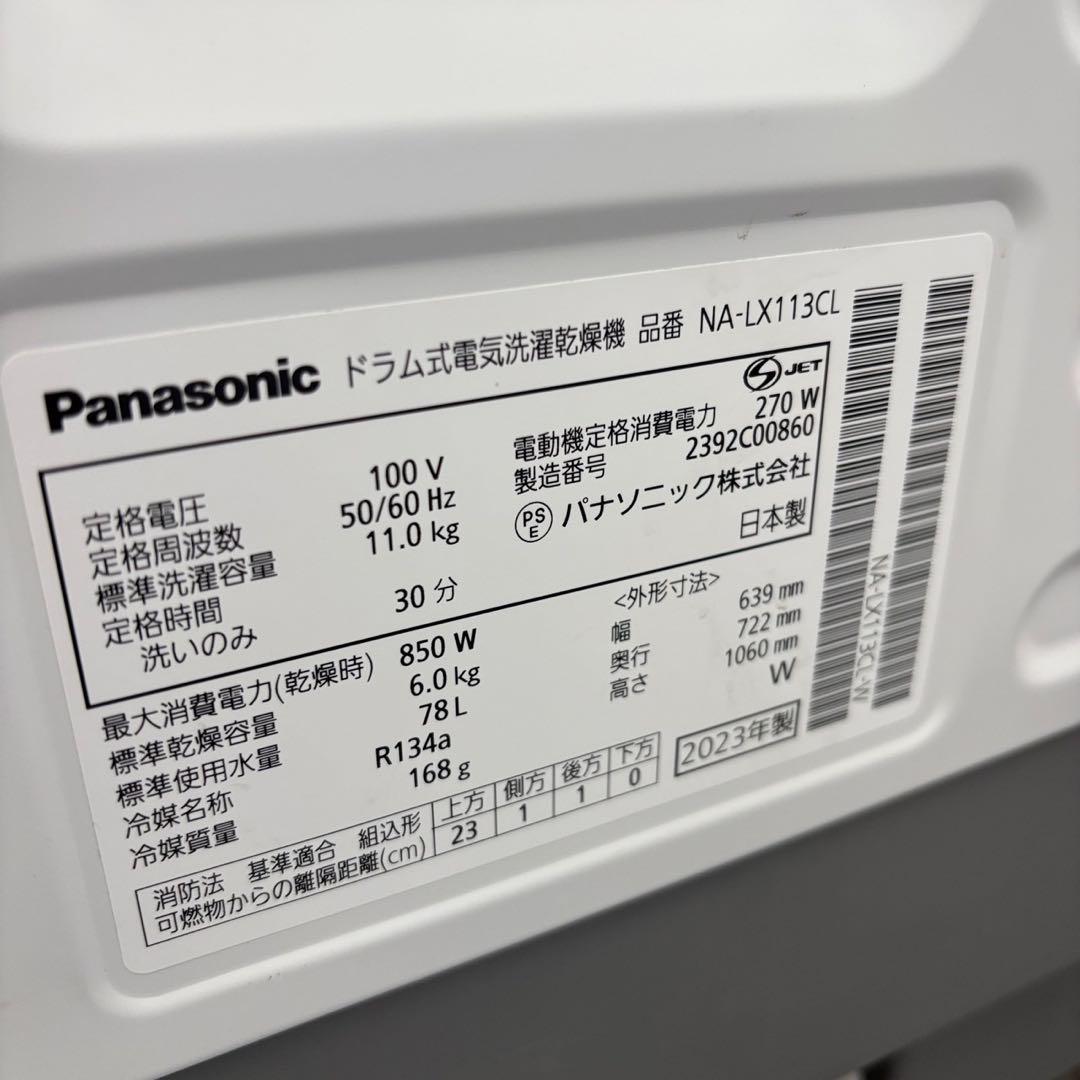 Panasonic ドラム式電気洗濯乾燥機 品番 NA-LX113CL
JET
定格電圧 100 V
定格周波数 50/60 Hz
標準洗濯容量 11.0 kg
定格時間
洗いのみ 30 分
電動機定格消費電力 270 W
製造番号 2392C00860
PS E パナソニック株式会社
日本製
最大消費電力(乾燥時) 850 W
標準乾燥容量 6.0 kg
標準使用水量 78 L
冷媒名称 R134a
冷媒質量 168 g
<外形寸法>
幅 639 mm
奥行 722 mm
高さ 1060 mm
W
2023年製
消防法 基準適合 組込形 上方 側方 後方 下方
可燃物からの離隔距離(cm) 23 1 1 0
NA-LX113CL-W